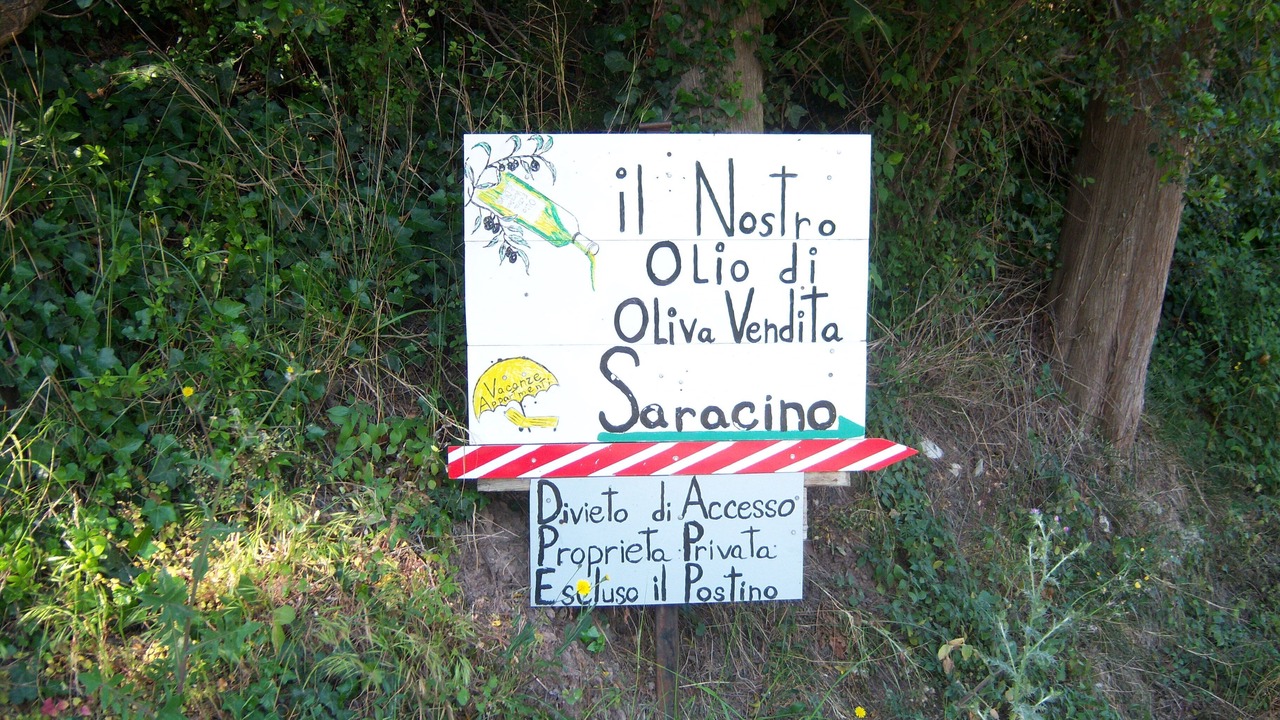 il Nostro
OLio di
OLiva Vendita
Saracino
Vacanze
Appartamenti
Divieto di Accesso
Proprieta Privata
Escluso il Postino